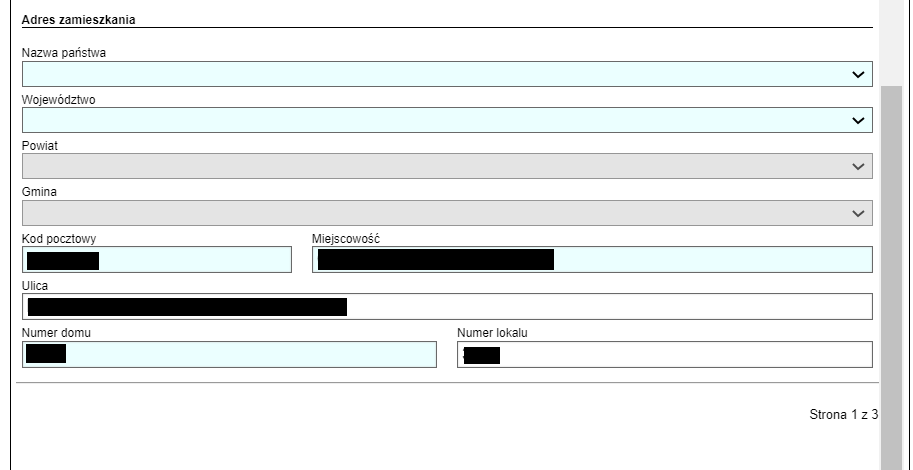 Adres zamieszkania
Nazwa państwa
Województwo
Powiat
Gmina
Kod pocztowy Miejscowość
Ulica
Numer domu Numer lokalu
Strona 1 z 3